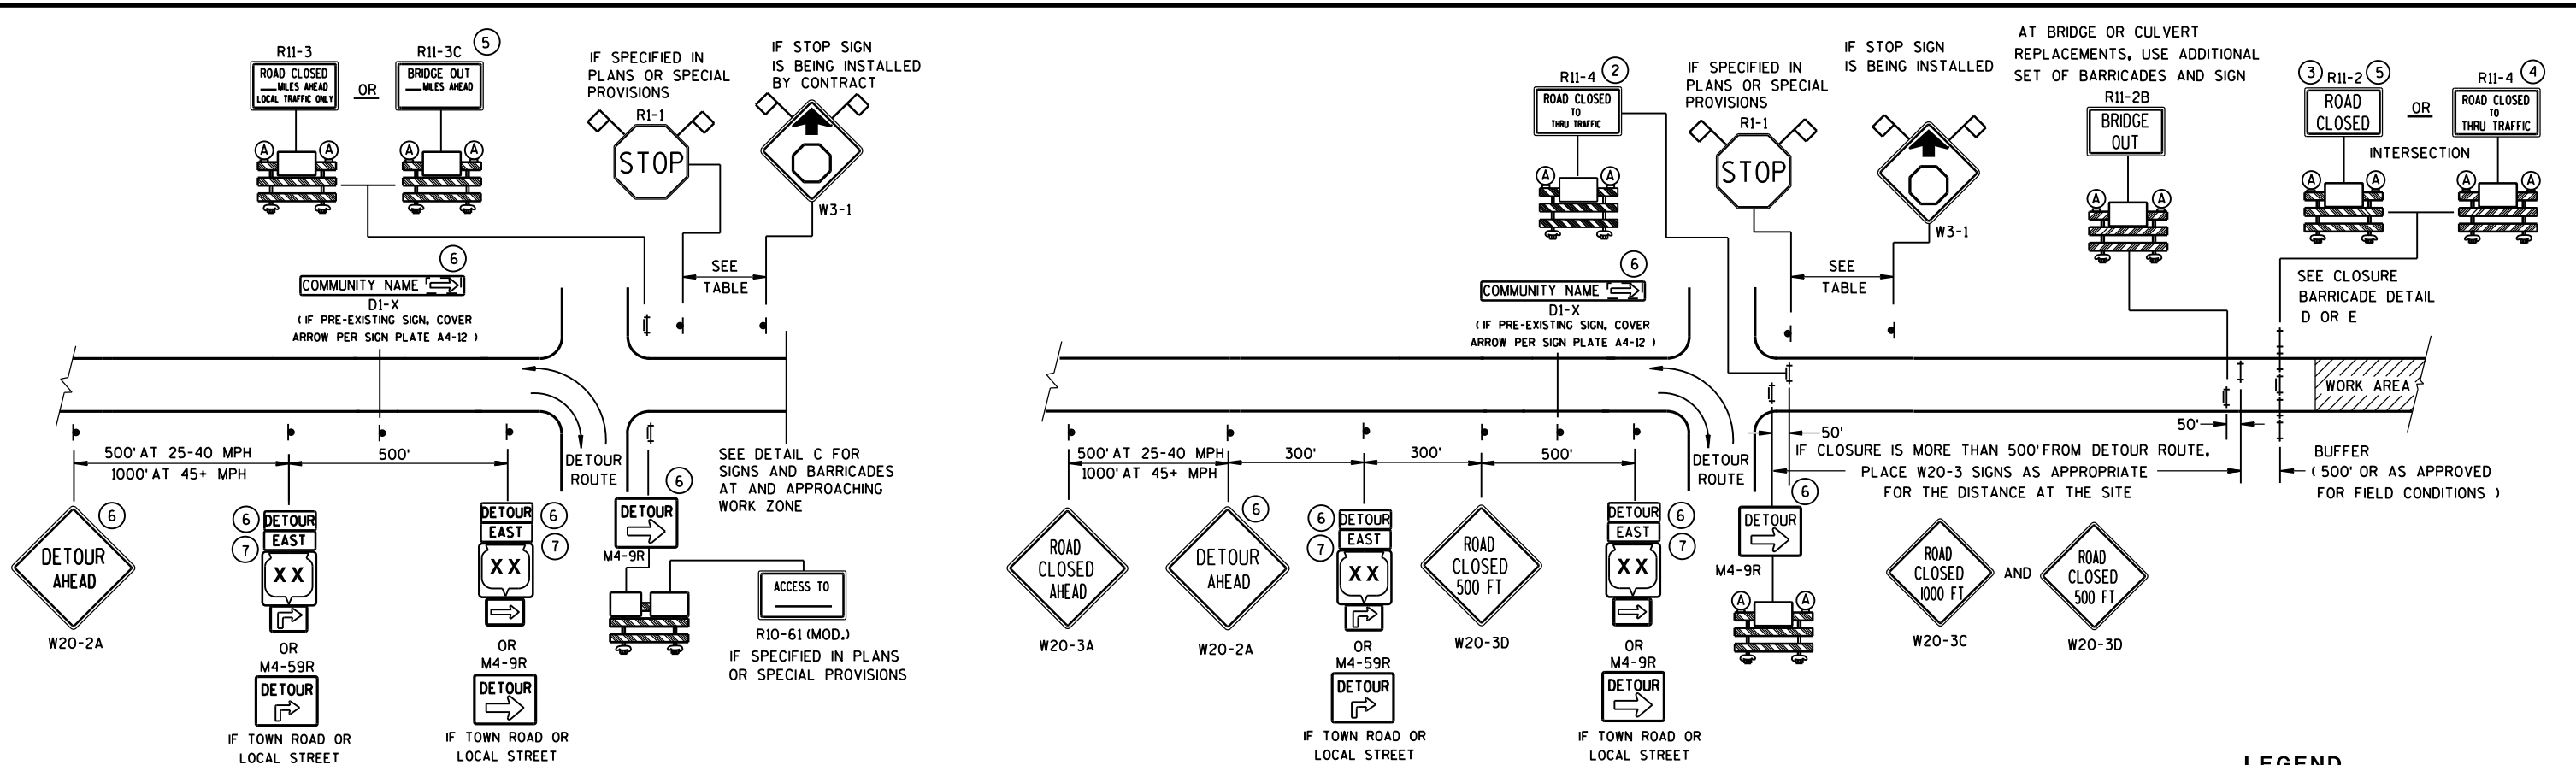 R11-3
ROAD CLOSED
___MILES AHEAD
LOCAL TRAFFIC ONLY
OR
R11-3C
5
BRIDGE OUT
___MILES AHEAD
A
A
A
A
IF SPECIFIED IN
PLANS OR SPECIAL
PROVISIONS
R1-1
STOP
IF STOP SIGN
IS BEING INSTALLED
BY CONTRACT
W3-1
SEE
TABLE
6
COMMUNITY NAME
D1-X
(IF PRE-EXISTING SIGN, COVER
ARROW PER SIGN PLATE A4-12 )
500' AT 25-40 MPH
1000' AT 45+ MPH
500'
DETOUR
ROUTE
SEE DETAIL C FOR
SIGNS AND BARRICADES
AT AND APPROACHING
WORK ZONE
6
DETOUR
AHEAD
W20-2A
6
7
DETOUR
EAST
XX
OR
M4-59R
DETOUR
IF TOWN ROAD OR
LOCAL STREET
DETOUR
EAST
XX
6
7
OR
M4-9R
DETOUR
IF TOWN ROAD OR
LOCAL STREET
6
DETOUR
M4-9R
ACCESS TO
R10-61 (MOD.)
IF SPECIFIED IN PLANS
OR SPECIAL PROVISIONS
R11-4
2
ROAD CLOSED
TO
THRU TRAFFIC
A
A
IF SPECIFIED IN
PLANS OR SPECIAL
PROVISIONS
R1-1
STOP
IF STOP SIGN
IS BEING INSTALLED
W3-1
SEE
TABLE
AT BRIDGE OR CULVERT
REPLACEMENTS, USE ADDITIONAL
SET OF BARRICADES AND SIGN
R11-2B
BRIDGE
OUT
A
A
3
R11-2
5
ROAD
CLOSED
OR
R11-4
4
ROAD CLOSED
TO
THRU TRAFFIC
INTERSECTION
A
A
A
A
SEE CLOSURE
BARRICADE DETAIL
D OR E
6
COMMUNITY NAME
D1-X
(IF PRE-EXISTING SIGN, COVER
ARROW PER SIGN PLATE A4-12 )
WORK AREA
500' AT 25-40 MPH
1000' AT 45+ MPH
300'
300'
500'
DETOUR
ROUTE
50'
50'
IF CLOSURE IS MORE THAN 500' FROM DETOUR ROUTE,
PLACE W20-3 SIGNS AS APPROPRIATE
FOR THE DISTANCE AT THE SITE
BUFFER
( 500' OR AS APPROVED
FOR FIELD CONDITIONS )
ROAD
CLOSED
AHEAD
W20-3A
6
DETOUR
AHEAD
W20-2A
6
7
DETOUR
EAST
XX
OR
M4-59R
DETOUR
IF TOWN ROAD OR
LOCAL STREET
ROAD
CLOSED
500 FT
W20-3D
DETOUR
EAST
XX
6
7
OR
M4-9R
DETOUR
IF TOWN ROAD OR
LOCAL STREET
6
DETOUR
M4-9R
A
A
ROAD
CLOSED
1000 FT
W20-3C
AND
ROAD
CLOSED
500 FT
W20-3D
LEGEND